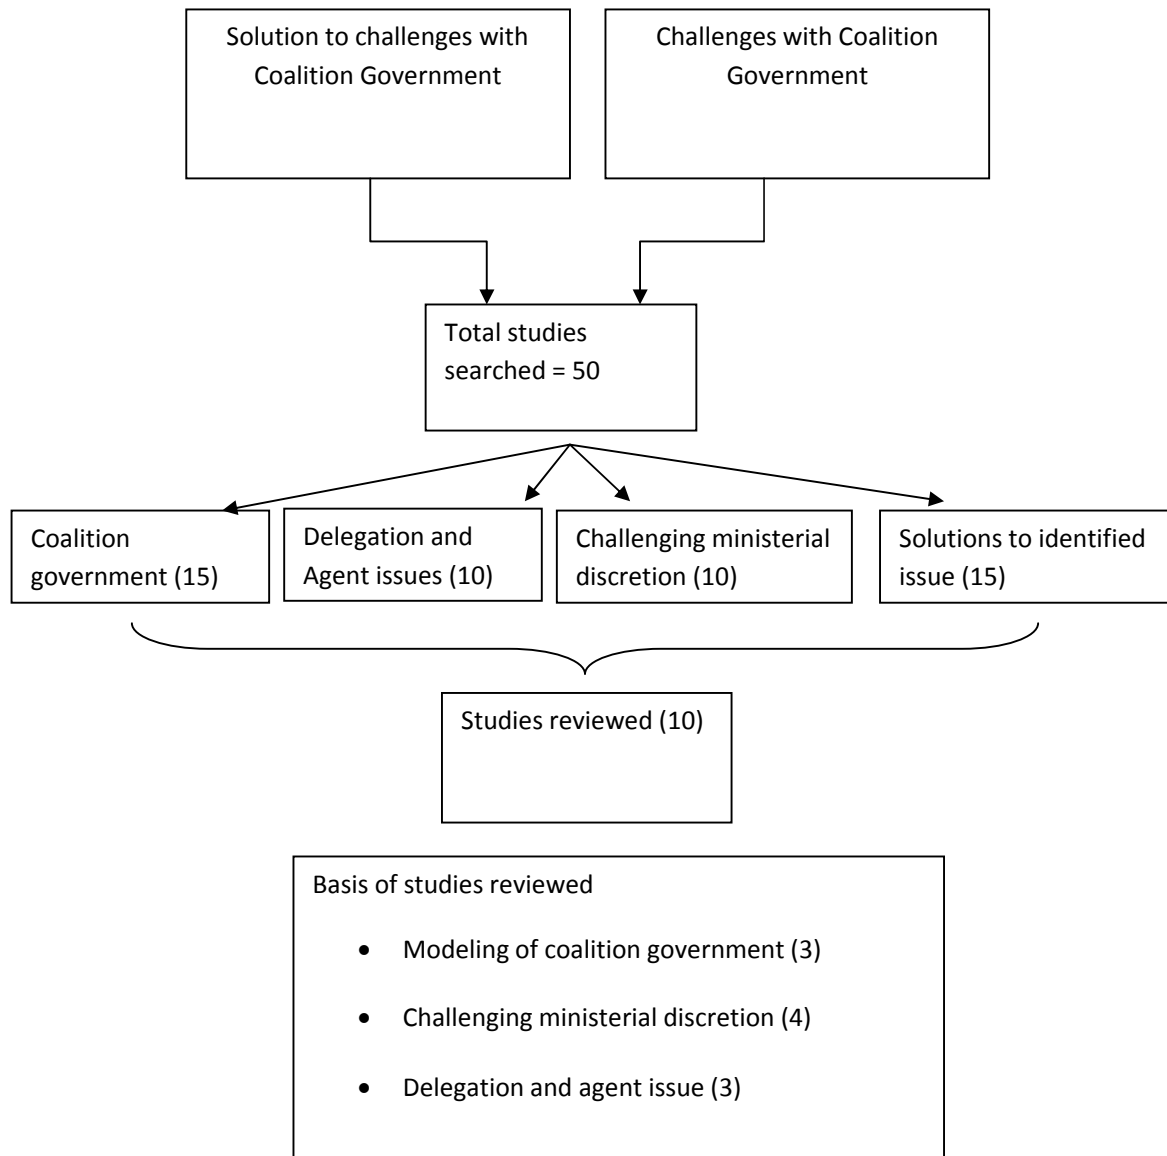 Solution to challenges with
Coalition Government
Challenges with Coalition
Government
Total studies
searched = 50
Coalition
government (15)
Delegation and
Agent issues (10)
Challenging ministerial
discretion (10)
Solutions to identified
issue (15)
Studies reviewed (10)
Basis of studies reviewed
• Modeling of coalition government (3)
• Challenging ministerial discretion (4)
• Delegation and agent issue (3)